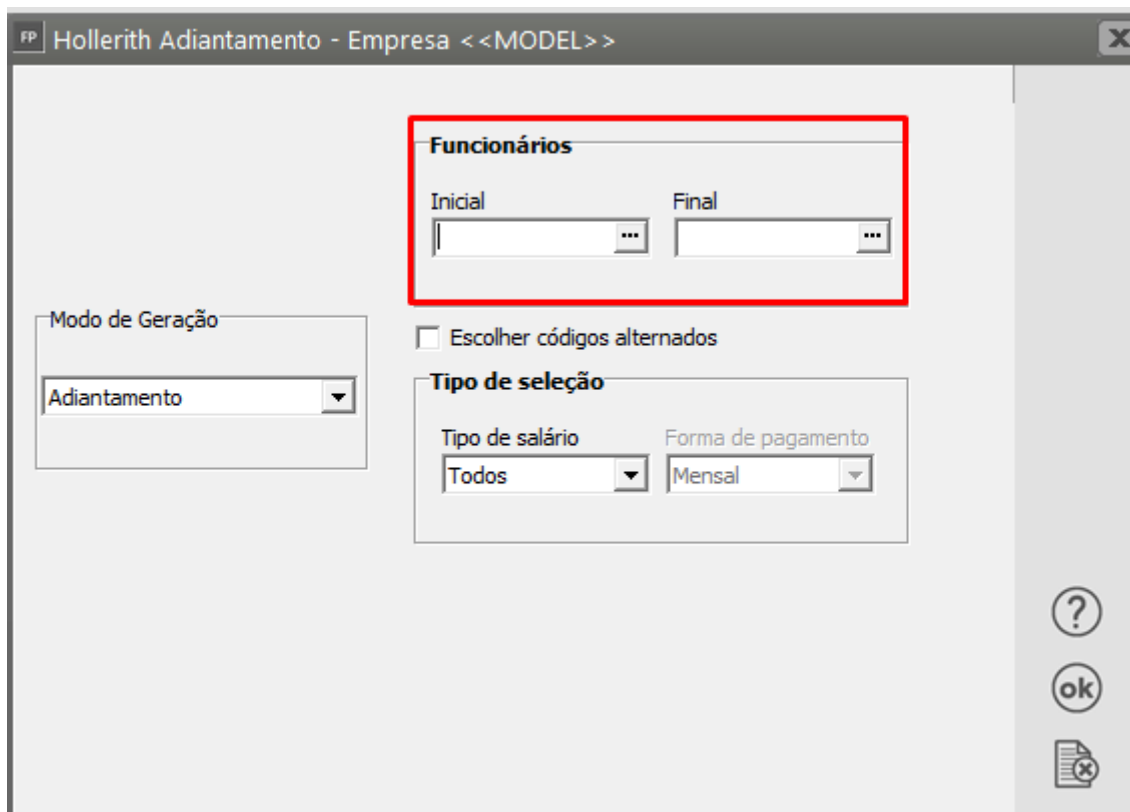 FP Hollerith Adiantamento - Empresa <<MODEL>>
Funcionários
Inicial Final
Modo de Geração
Adiantamento
Escolher códigos alternados
Tipo de seleção
Tipo de salário Forma de pagamento
Todos Mensal
?
ok